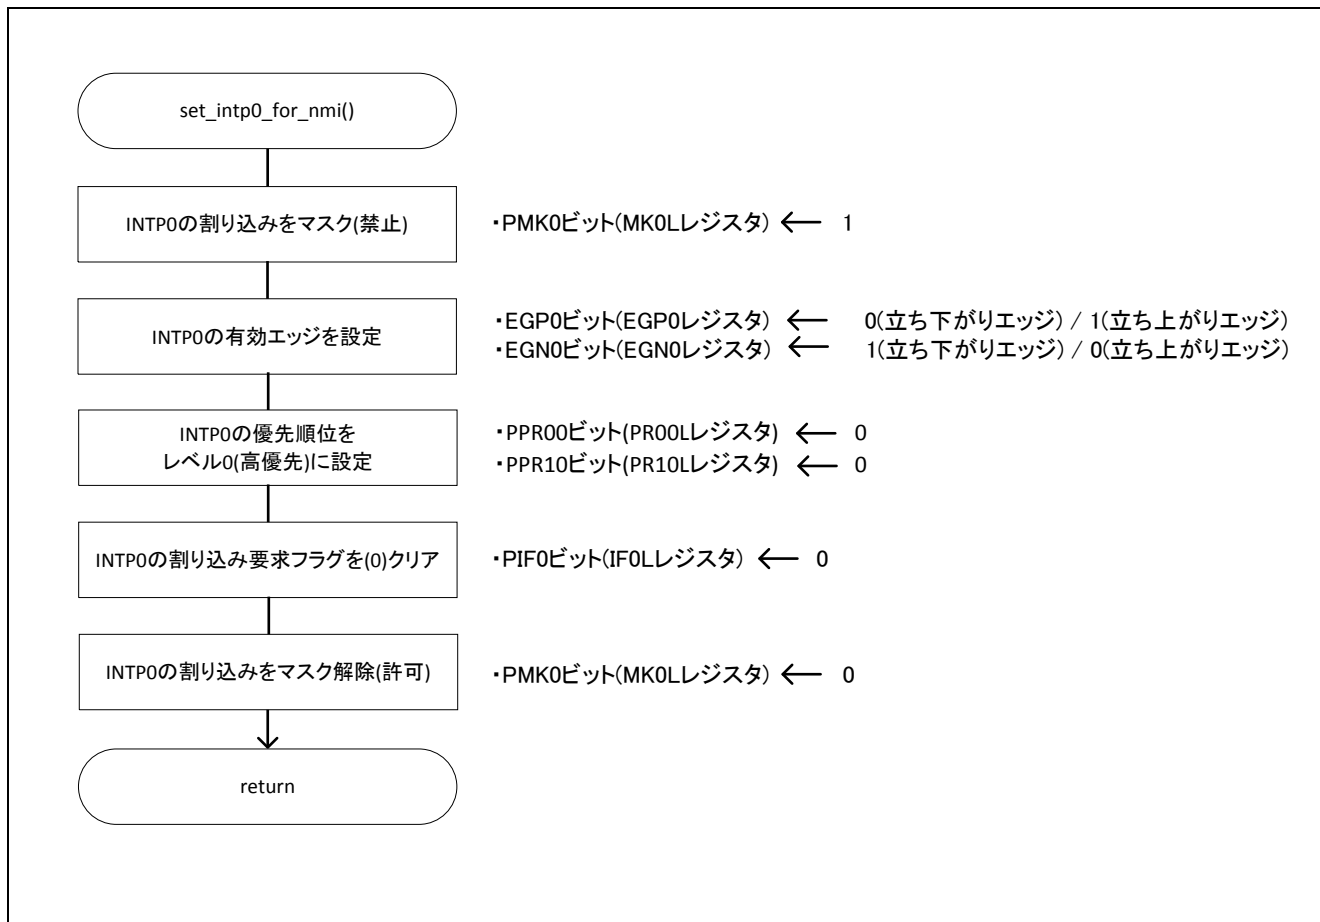 set_intp0_for_nmi()
INTP0の割り込みをマスク(禁止)
・PMK0ビット(MK0Lレジスタ) ← 1
INTP0の有効エッジを設定
・EGP0ビット(EGP0レジスタ) ← 0(立ち下がりエッジ) / 1(立ち上がりエッジ)
・EGN0ビット(EGN0レジスタ) ← 1(立ち下がりエッジ) / 0(立ち上がりエッジ)
INTP0の優先順位を
レベル0(高優先)に設定
・PPR00ビット(PR00Lレジスタ) ← 0
・PPR10ビット(PR10Lレジスタ) ← 0
INTP0の割り込み要求フラグを(0)クリア
・PIF0ビット(IF0Lレジスタ) ← 0
INTP0の割り込みをマスク解除(許可)
・PMK0ビット(MK0Lレジスタ) ← 0
return